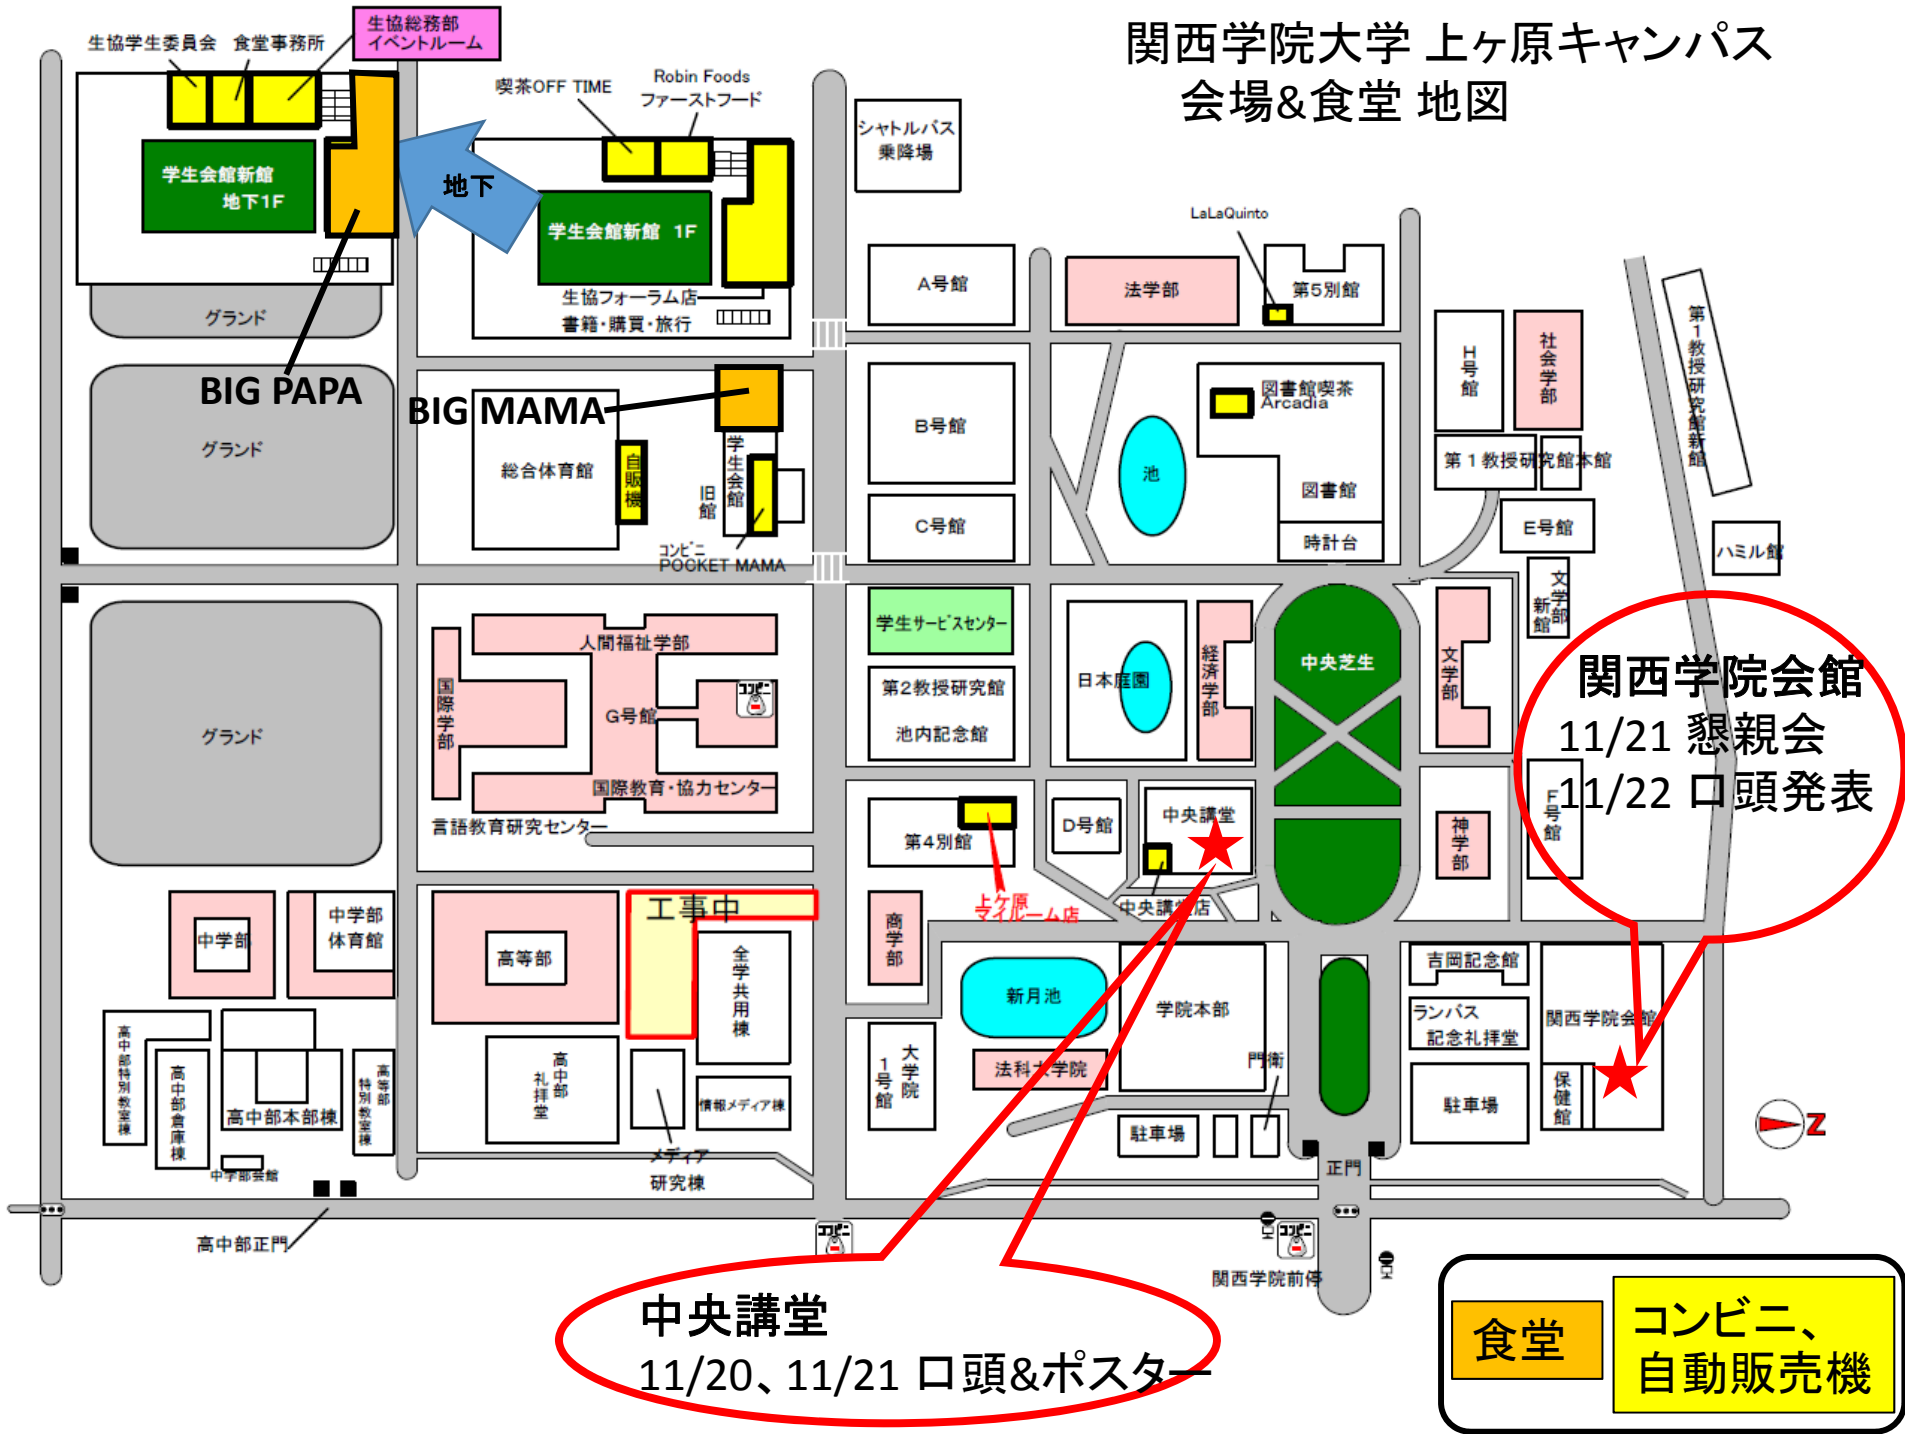 関西学院大学 上ヶ原キャンパス
会場&食堂 地図
生協総務部
イベントルーム
生協学生委員会
食堂事務所
喫茶OFF TIME
Robin Foods
ファーストフード
シャトルバス
乗降場
学生会館新館
地下1F
地下
学生会館新館 1F
生協フォーラム店
書籍・購買・旅行
LaLaQuinto
A号館
法学部
第5別館
グランド
BIG PAPA
BIG MAMA
H号館
社会学部
第1教授研究館新館
図書館喫茶
Arcadia
B号館
池
グランド
総合体育館
自販機
学生会館
旧館
第1教授研究館本館
図書館
C号館
E号館
時計台
ハミル館
コンビニ
POCKET MAMA
文学部
新館
学生サービスセンター
人間福祉学部
国際学部
G号館
コンビニ
第2教授研究館
池内記念館
日本庭園
経済学部
中央芝生
文学部
関西学院会館
11/21 懇親会
11/22 口頭発表
グランド
国際教育・協力センター
言語教育研究センター
第4別館
D号館
中央講堂
神学部
F号館
上ケ原
マイルーム店
中央講堂店
工事中
中学部
中学部
体育館
高等部
全学共用棟
商学部
新月池
学院本部
吉岡記念館
ランバス
記念礼拝堂
関西学院会館
高中部特別教室棟
高中部倉庫棟
高中部本部棟
高等部
特別教室棟
高中部
礼拝堂
情報メディア棟
大学院
1号館
法科大学院
門衛
駐車場
保健館
駐車場
Z
中学部会館
メディア
研究棟
正門
高中部正門
コンビニ
コンビニ
関西学院前停
中央講堂
11/20、11/21 口頭&ポスター
食堂
コンビニ、
自動販売機